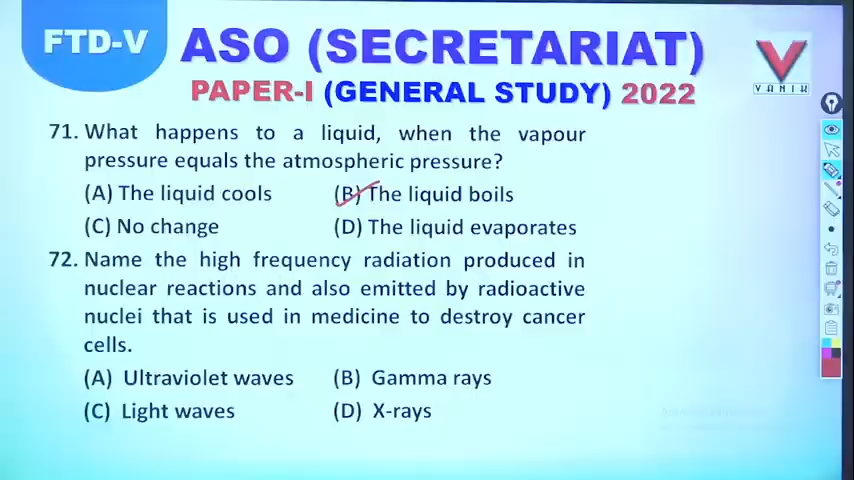 FTD-V
ASO (SECRETARIAT)
PAPER-I (GENERAL STUDY) 2022
VANIK
71. What happens to a liquid, when the vapour
pressure equals the atmospheric pressure?
(A) The liquid cools (B) The liquid boils
(C) No change (D) The liquid evaporates
72. Name the high frequency radiation produced in
nuclear reactions and also emitted by radioactive
nuclei that is used in medicine to destroy cancer
cells.
(A) Ultraviolet waves (B) Gamma rays
(C) Light waves (D) X-rays